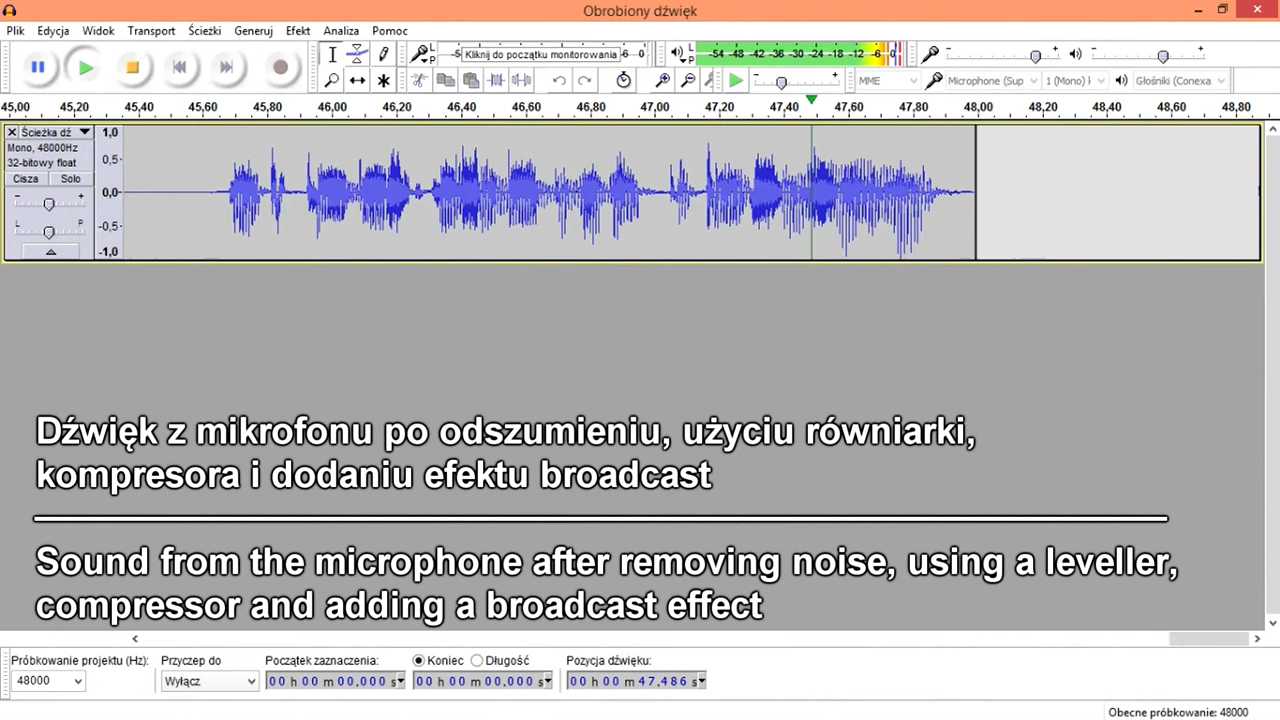 Obrobiony dźwięk
Plik Edycja Widok Transport Ścieżki Generuj Efekt Analiza Pomoc
L P -5 Kliknij do początku monitorowania 6 0 L P -54 -48 -42 -36 -30 -24 -18 -12 -6 0
MME Microphone (Sup 1 (Mono) Głośniki (Conexa
45,00 45,20 45,40 45,60 45,80 46,00 46,20 46,40 46,60 46,80 47,00 47,20 47,40 47,60 47,80 48,00 48,20 48,40 48,60 48,80
Ścieżka dź
Mono, 48000Hz
32-bitowy float
Cisza Solo
L P
1,0
0,5
0,0
-0,5
-1,0
Dźwięk z mikrofonu po odszumieniu, użyciu równiarki,
kompresora i dodaniu efektu broadcast
Sound from the microphone after removing noise, using a leveller,
compressor and adding a broadcast effect
Próbkowanie projektu (Hz): Przyczep do Początek zaznaczenia: Koniec Długość Pozycja dźwięku:
48000 Wyłącz 00 h 00 m 00.000 s 00 h 00 m 00.000 s 00 h 00 m 47.486 s
Obecne próbkowanie: 48000